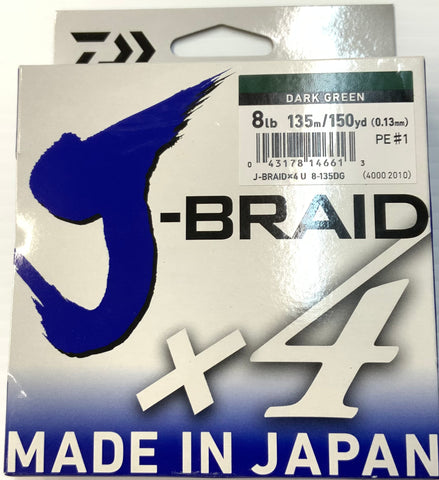 DARK GREEN
8lb 135m/150yd (0.13mm)
PE#1
0 43178 14661 3
J-BRAID×4 U 8-135DG (4000 2010)
J-BRAID
×4
MADE IN JAPAN